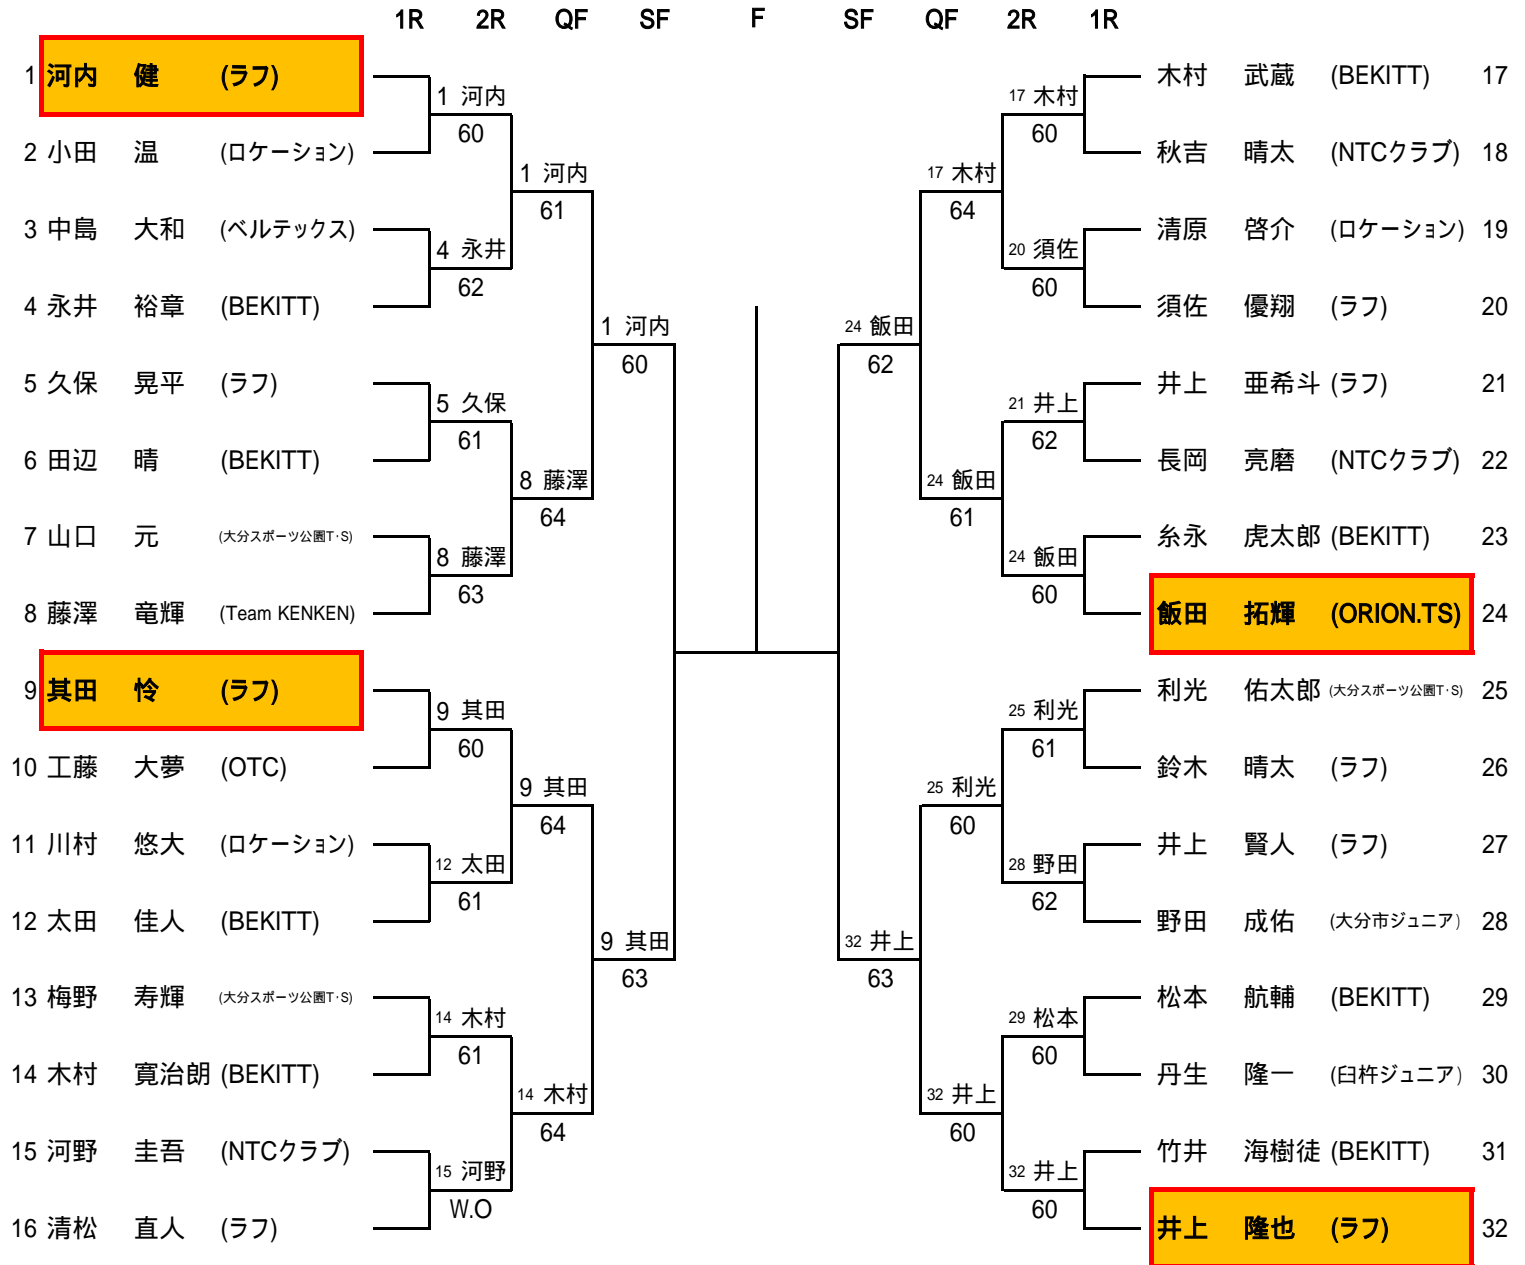 1R 2R QF SF F SF QF 2R 1R
1 河内 健 (ラフ) 木村 武蔵 (BEKITT) 17
1 河内 17 木村
60 60
2 小田 温 (ロケーション) 秋吉 晴太 (NTCクラブ) 18
1 河内 17 木村
61 64
3 中島 大和 (ベルテックス) 清原 啓介 (ロケーション) 19
4 永井 20 須佐
62 60
4 永井 裕章 (BEKITT) 須佐 優翔 (ラフ) 20
1 河内 24 飯田
60 62
5 久保 晃平 (ラフ) 井上 亜希斗 (ラフ) 21
5 久保 21 井上
61 62
6 田辺 晴 (BEKITT) 長岡 亮磨 (NTCクラブ) 22
8 藤澤 24 飯田
64 61
7 山口 元 (大分スポーツ公園T・S) 糸永 虎太郎 (BEKITT) 23
8 藤澤 24 飯田
63 60
8 藤澤 竜輝 (Team KENKEN) 飯田 拓輝 (ORION.TS) 24
9 其田 怜 (ラフ) 利光 佑太郎 (大分スポーツ公園T・S) 25
9 其田 25 利光
60 61
10 工藤 大夢 (OTC) 鈴木 晴太 (ラフ) 26
9 其田 25 利光
64 60
11 川村 悠大 (ロケーション) 井上 賢人 (ラフ) 27
12 太田 28 野田
61 62
12 太田 佳人 (BEKITT) 野田 成佑 (大分市ジュニア) 28
9 其田 32 井上
63 63
13 梅野 寿輝 (大分スポーツ公園T・S) 松本 航輔 (BEKITT) 29
14 木村 29 松本
61 60
14 木村 寛治朗 (BEKITT) 丹生 隆一 (臼杵ジュニア) 30
14 木村 32 井上
64 60
15 河野 圭吾 (NTCクラブ) 竹井 海樹徒 (BEKITT) 31
15 河野 32 井上
W.O 60
16 清松 直人 (ラフ) 井上 隆也 (ラフ) 32